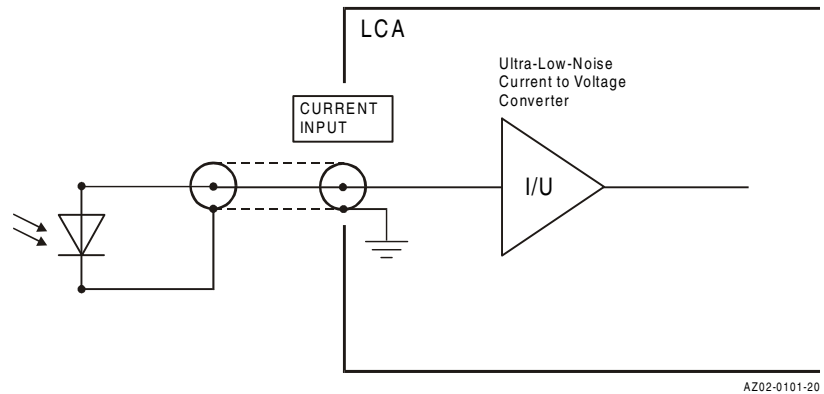 LCA
Ultra-Low-Noise
Current to Voltage
Converter
CURRENT
INPUT
I/U
AZ02-0101-20